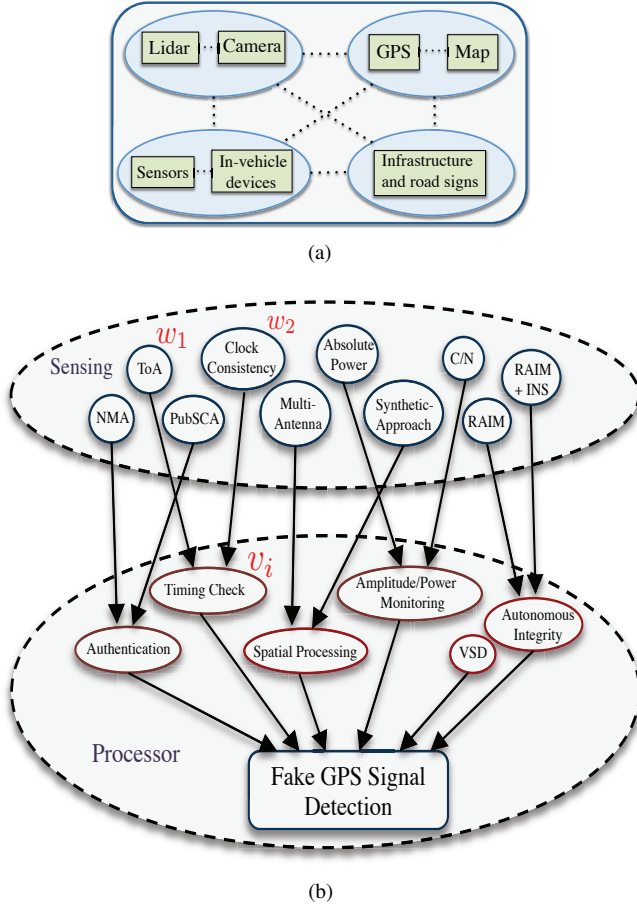 Lidar
Camera
GPS
Map
Sensors
In-vehicle
devices
Infrastructure
and road signs
(a)
Sensing
ToA
w1
Clock
Consistency
w2
Absolute
Power
C/N
RAIM
+ INS
NMA
PubSCA
Multi-
Antenna
Synthetic-
Approach
RAIM
Timing Check
vi
Amplitude/Power
Monitoring
Autonomous
Integrity
Authentication
Spatial Processing
VSD
Processor
Fake GPS Signal
Detection
(b)